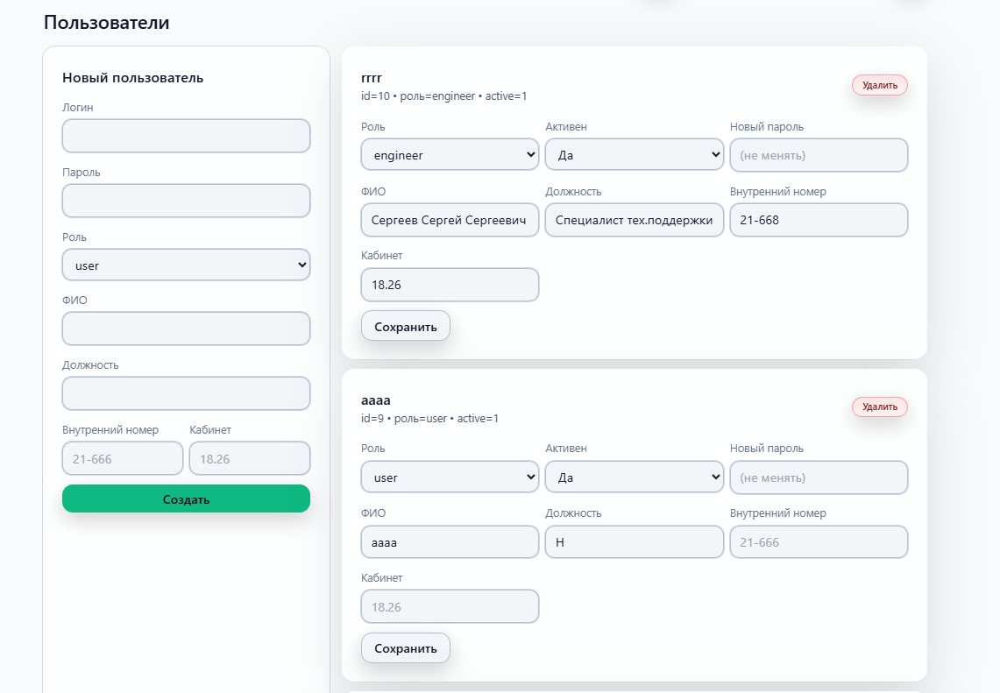 Пользователи
Новый пользователь
Логин
Пароль
Роль
user
ФИО
Должность
Внутренний номер Кабинет
21-666 18.26
Создать
rrrr
id=10 • роль=engineer • active=1
Удалить
Роль Активен Новый пароль
engineer Да (не менять)
ФИО Должность Внутренний номер
Сергеев Сергей Сергеевич Специалист тех.поддержки 21-668
Кабинет
18.26
Сохранить
aaaa
id=9 • роль=user • active=1
Удалить
Роль Активен Новый пароль
user Да (не менять)
ФИО Должность Внутренний номер
aaaa Н 21-666
Кабинет
18.26
Сохранить